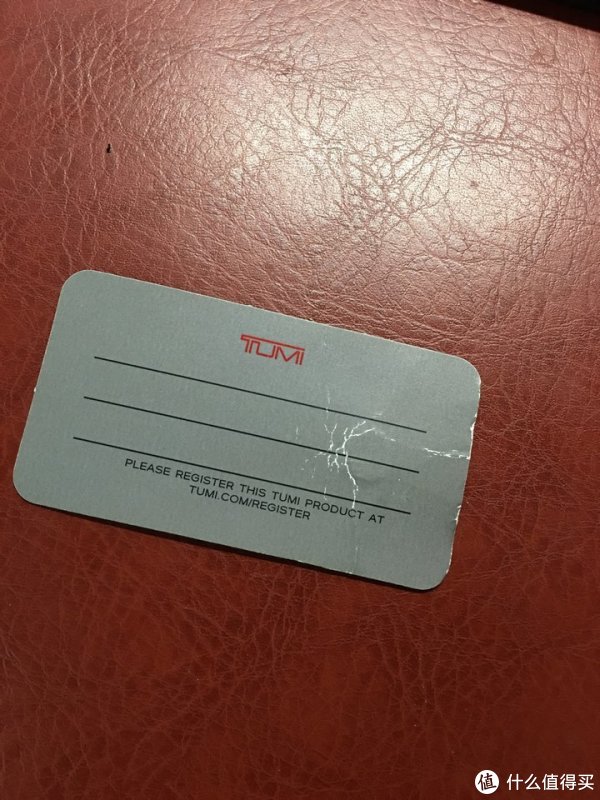 TUMI
PLEASE REGISTER THIS TUMI PRODUCT AT
TUMI.COM/REGISTER
值 什么值得买